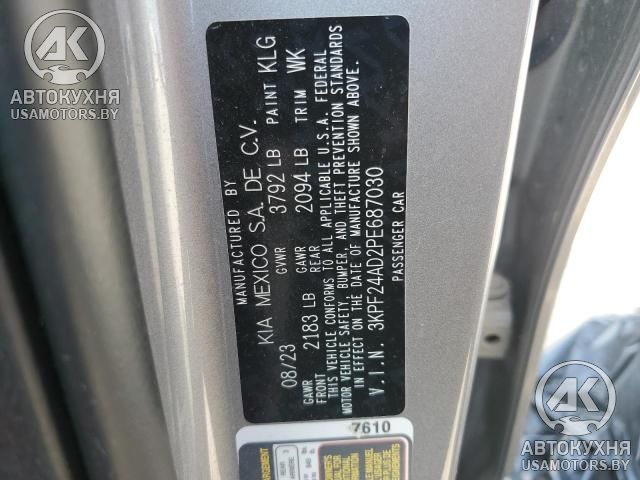 MANUFACTURED BY
KIA MEXICO S.A. DE C.V.
08/23 GVWR 3792 LB PAINT KLG
GAWR FRONT 2183 LB GAWR REAR 2094 LB TRIM WK
THIS VEHICLE CONFORMS TO ALL APPLICABLE U.S.A. FEDERAL
MOTOR VEHICLE SAFETY, BUMPER, AND THEFT PREVENTION STANDARDS
IN EFFECT ON THE DATE OF MANUFACTURE SHOWN ABOVE.
V.I.N. 3KPF24AD2PE687030
PASSENGER CAR
7610
АК
АВТОКУХНЯ
USAMOTORS.BY
АК
АВТОКУХНЯ
USAMOTORS.BY